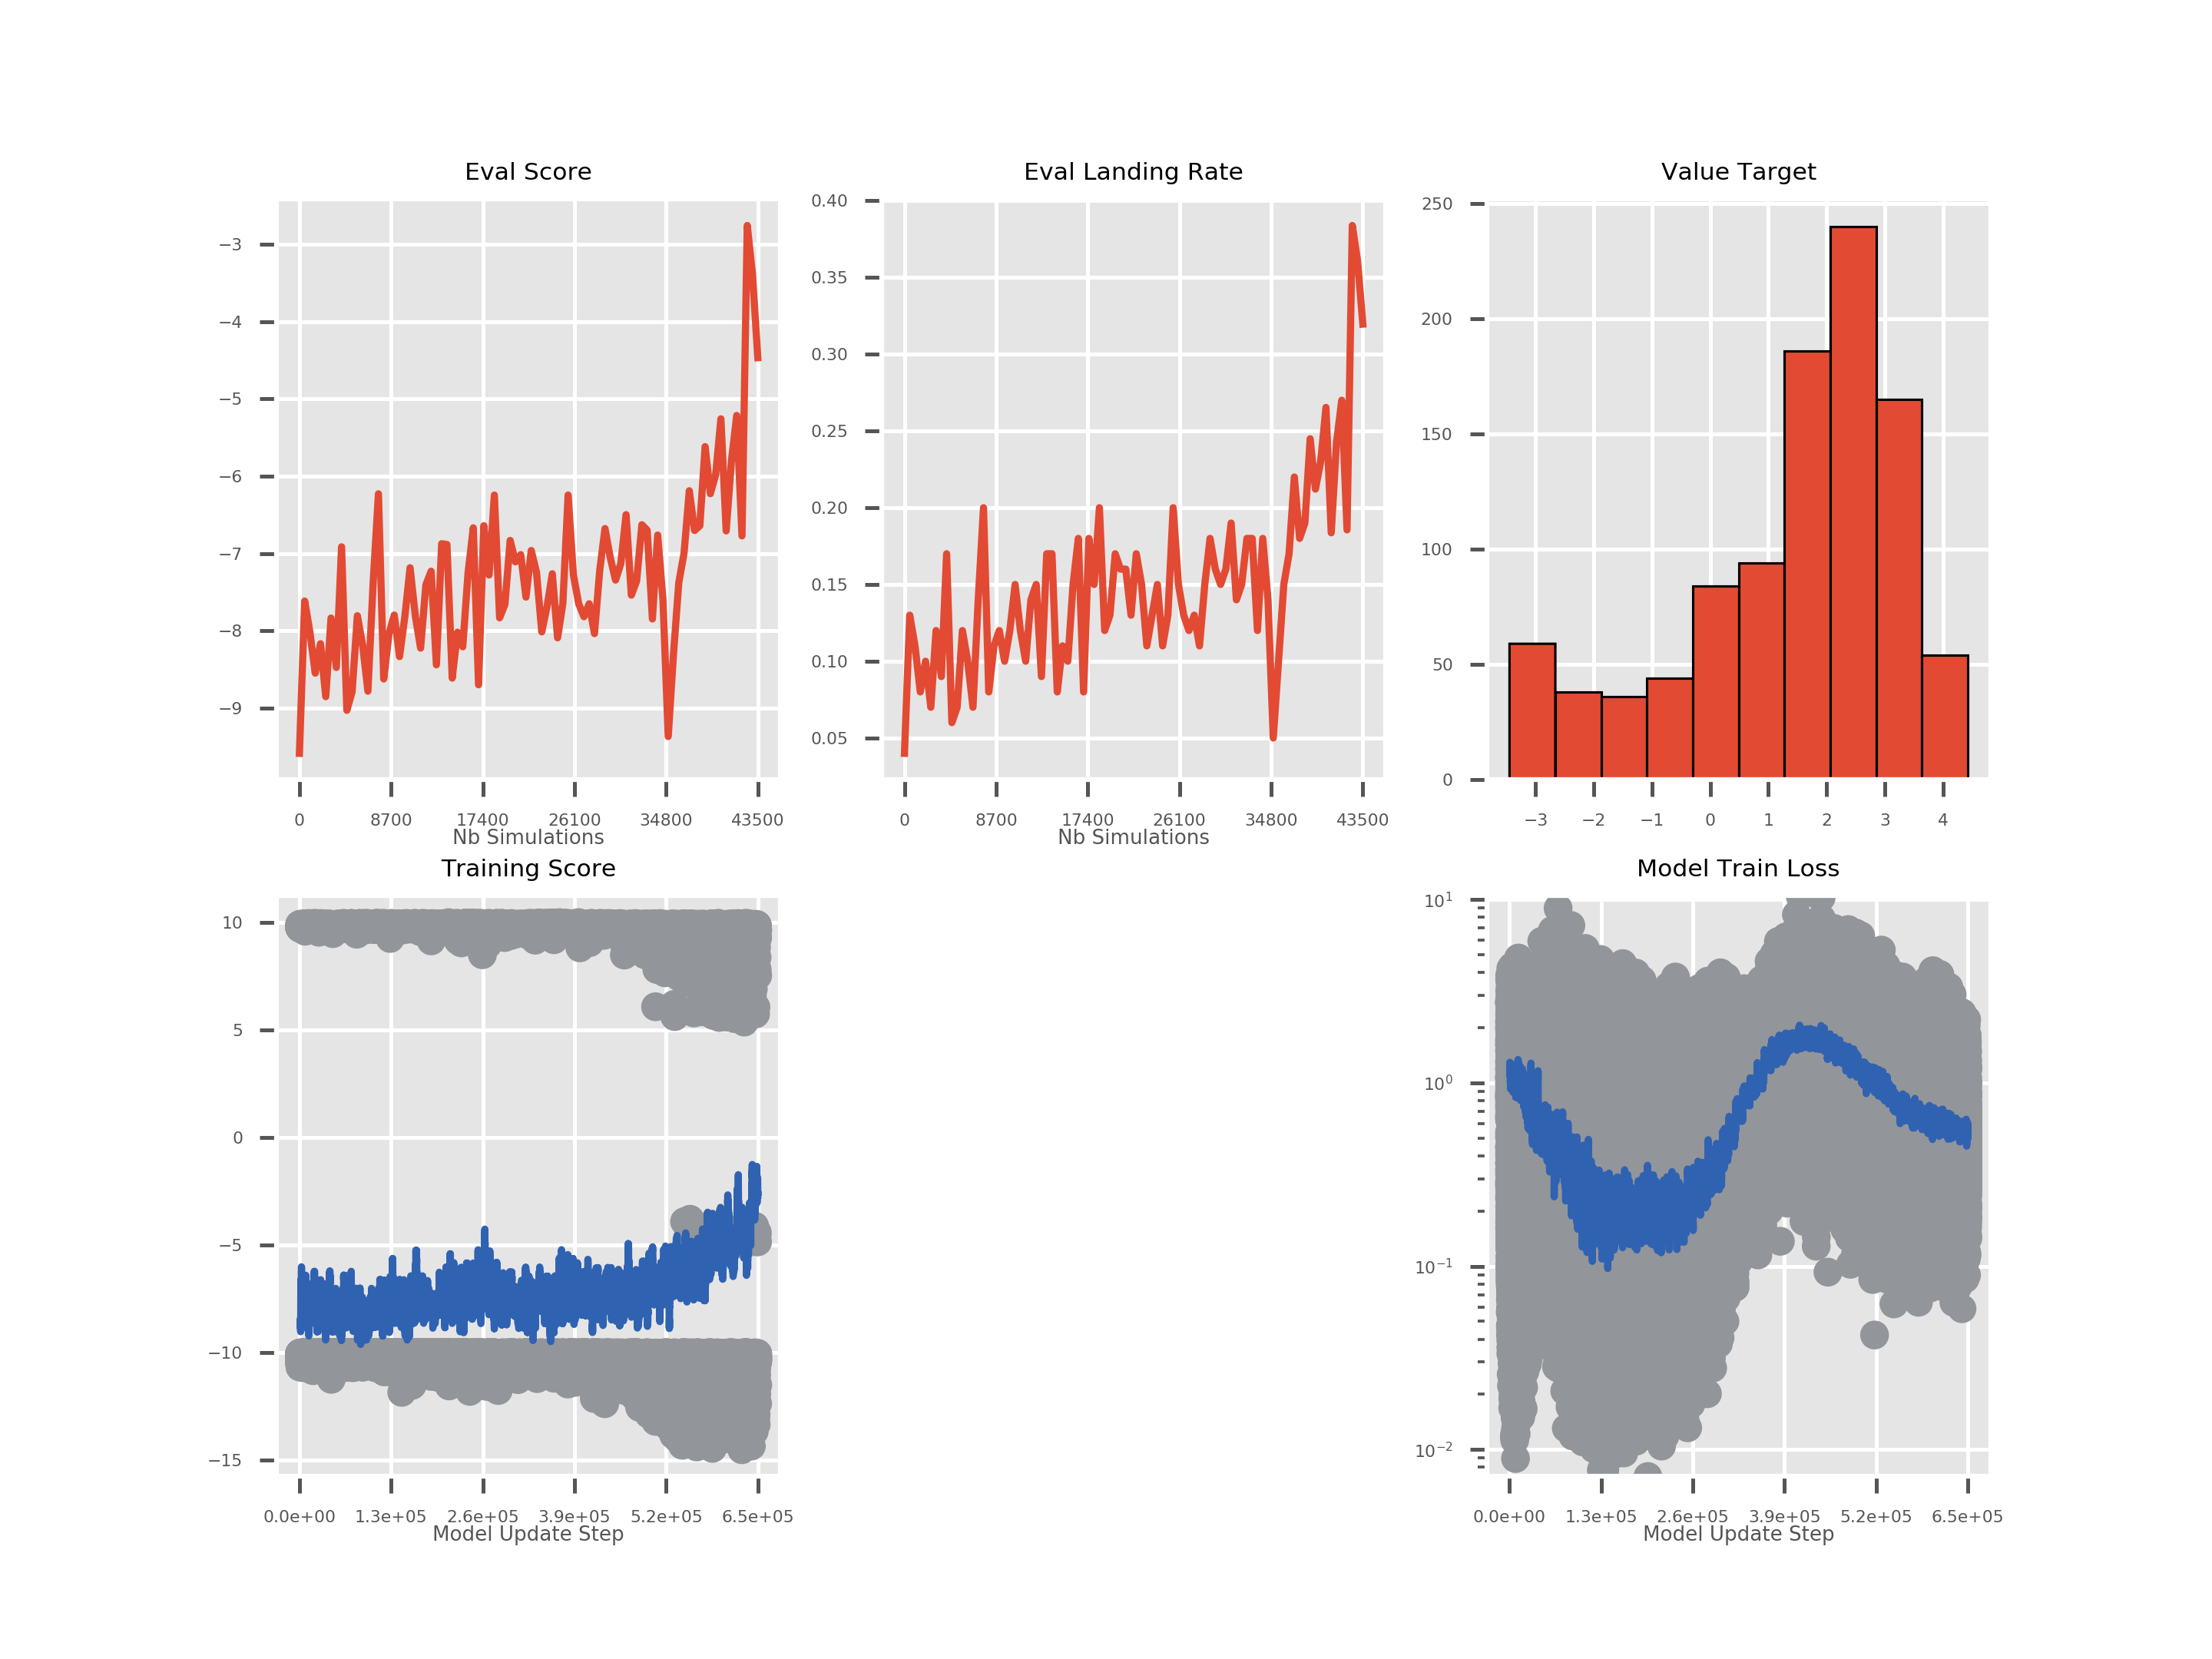 Eval Score
−3
−4
−5
−6
−7
−8
−9
0 8700 17400 26100 34800 43500
Nb Simulations
Eval Landing Rate
0.40
0.35
0.30
0.25
0.20
0.15
0.10
0.05
0 8700 17400 26100 34800 43500
Nb Simulations
Value Target
250
200
150
100
50
0
−3 −2 −1 0 1 2 3 4
Training Score
10
5
0
−5
−10
−15
0.0e+00 1.3e+05 2.6e+05 3.9e+05 5.2e+05 6.5e+05
Model Update Step
Model Train Loss
10¹
10⁰
10⁻¹
10⁻²
0.0e+00 1.3e+05 2.6e+05 3.9e+05 5.2e+05 6.5e+05
Model Update Step